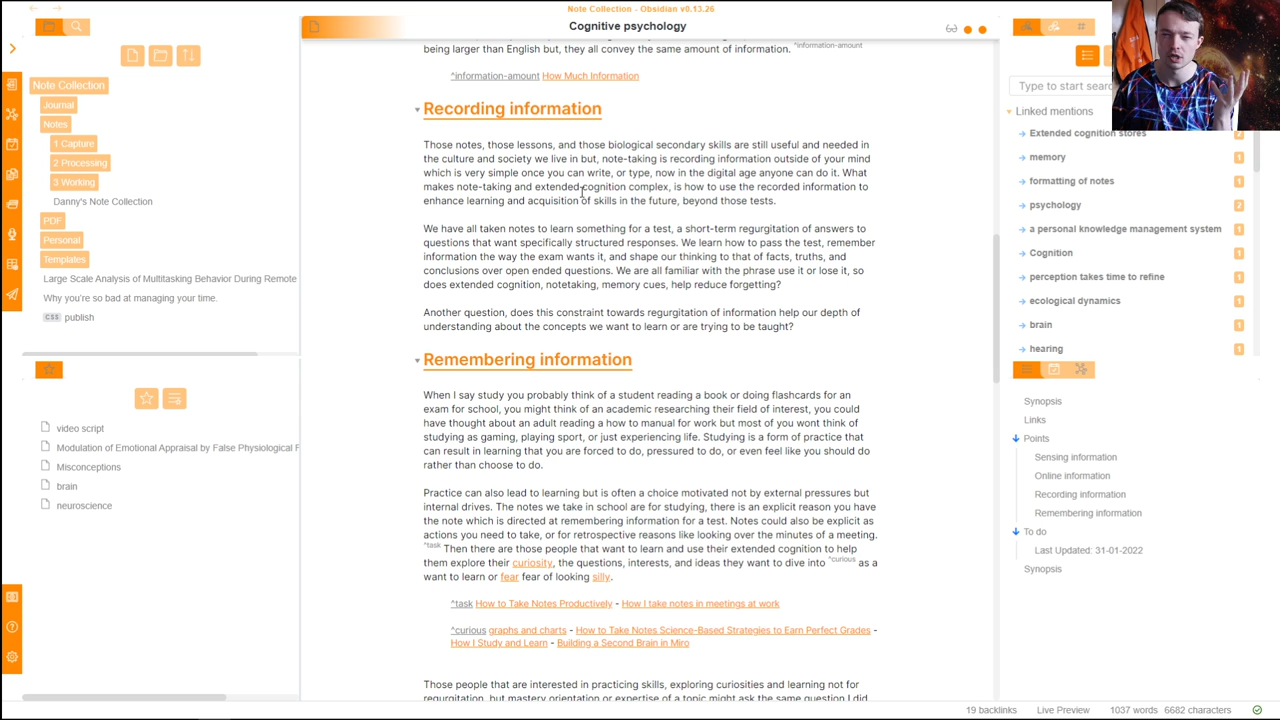 Note Collection - Obsidian v0.13.26
Cognitive psychology
Note Collection
Journal
Notes
1 Capture
2 Processing
3 Working
Danny's Note Collection
PDF
Personal
Templates
Large Scale Analysis of Multitasking Behavior During Remote
Why you're so bad at managing your time.
CSS publish
video script
Modulation of Emotional Appraisal by False Physiological F
Misconceptions
brain
neuroscience
being larger than English but, they all convey the same amount of information. ^information-amount
^information-amount How Much Information
Recording information
Those notes, those lessons, and those biological secondary skills are still useful and needed in
the culture and society we live in but, note-taking is recording information outside of your mind
which is very simple once you can write, or type, now in the digital age anyone can do it. What
makes note-taking and extended cognition complex, is how to use the recorded information to
enhance learning and acquisition of skills in the future, beyond those tests.
We have all taken notes to learn something for a test, a short-term regurgitation of answers to
questions that want specifically structured responses. We learn how to pass the test, remember
information the way the exam wants it, and shape our thinking to that of facts, truths, and
conclusions over open ended questions. We are all familiar with the phrase use it or lose it, so
does extended cognition, notetaking, memory cues, help reduce forgetting?
Another question, does this constraint towards regurgitation of information help our depth of
understanding about the concepts we want to learn or are trying to be taught?
Remembering information
When I say study you probably think of a student reading a book or doing flashcards for an
exam for school, you might think of an academic researching their field of interest, you could
have thought about an adult reading a how to manual for work but most of you wont think of
studying as gaming, playing sport, or just experiencing life. Studying is a form of practice that
can result in learning that you are forced to do, pressured to do, or even feel like you should do
rather than choose to do.
Practice can also lead to learning but is often a choice motivated not by external pressures but
internal drives. The notes we take in school are for studying, there is an explicit reason you have
the note which is directed at remembering information for a test. Notes could also be explicit as
actions you need to take, or for retrospective reasons like looking over the minutes of a meeting.
^task Then there are those people that want to learn and use their extended cognition to help
them explore their curiosity, the questions, interests, and ideas they want to dive into ^curious as a
want to learn or fear fear of looking silly.
^task How to Take Notes Productively - How I take notes in meetings at work
^curious graphs and charts - How to Take Notes Science-Based Strategies to Earn Perfect Grades -
How I Study and Learn - Building a Second Brain in Miro
Those people that are interested in practicing skills, exploring curiosities and learning not for
regurgitation, but mastery orientation or expertise of a topic might ask the same question I did
#
Type to start searc
Linked mentions
Extended cognition stores 2
memory 1
formatting of notes 1
psychology 2
a personal knowledge management system 1
Cognition 1
perception takes time to refine 1
ecological dynamics 1
brain 1
hearing 1
Synopsis
Links
Points
Sensing information
Online information
Recording information
Remembering information
To do
Last Updated: 31-01-2022
Synopsis
19 backlinks Live Preview 1037 words 6682 characters